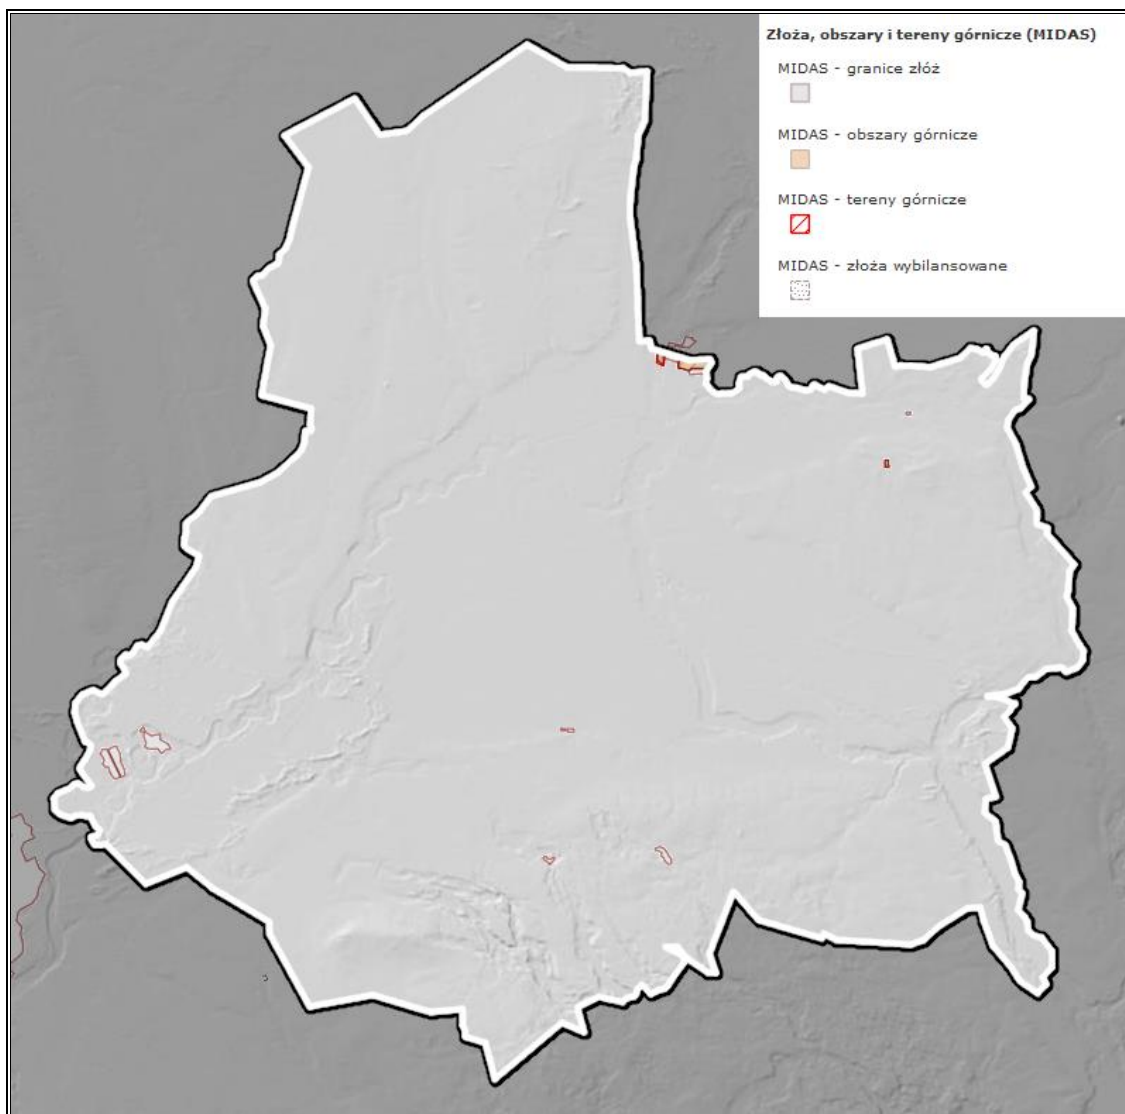 Złoża, obszary i tereny górnicze (MIDAS)
MIDAS - granice złóż
MIDAS - obszary górnicze
MIDAS - tereny górnicze
MIDAS - złoża wybilansowane